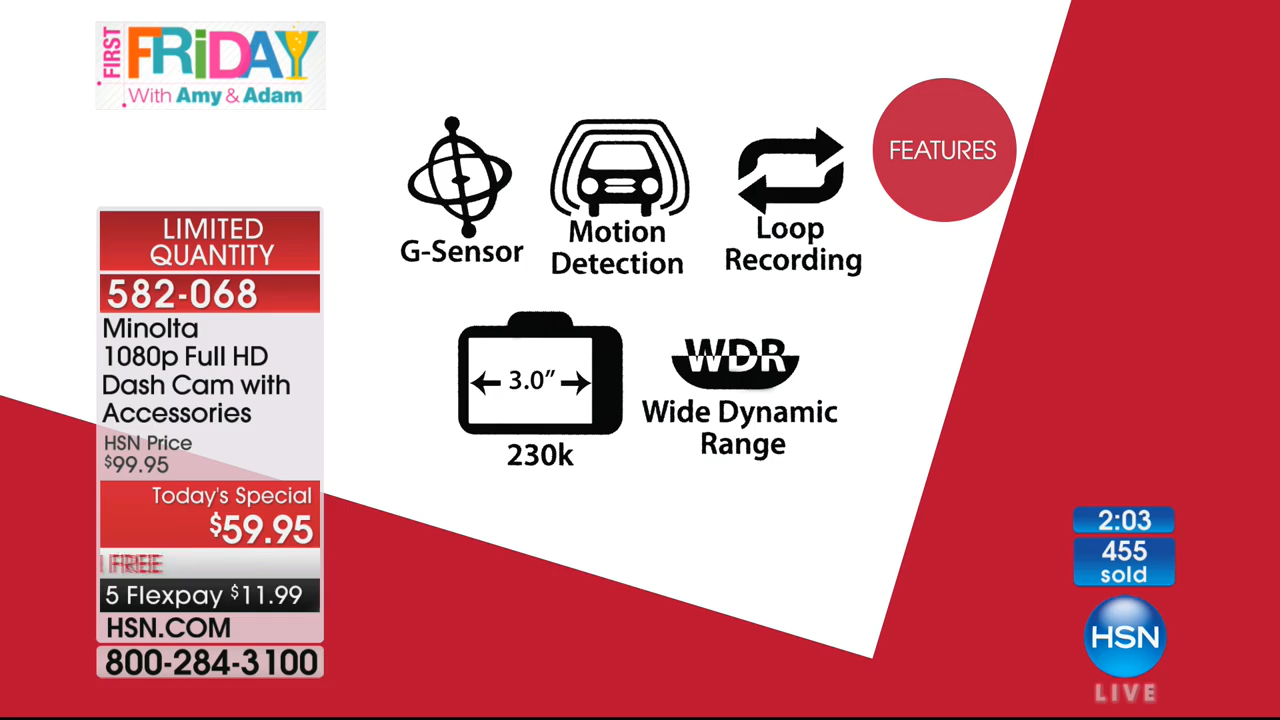 FIRST
FRiDAY
With Amy & Adam
LIMITED
QUANTITY
582-068
Minolta
1080p Full HD
Dash Cam with
Accessories
HSN Price
$99.95
Today's Special
$59.95
5 Flexpay $11.99
HSN.COM
800-284-3100
G-Sensor
Motion
Detection
Loop
Recording
FEATURES
3.0”
230k
WDR
Wide Dynamic
Range
2:03
455
sold
HSN
LIVE